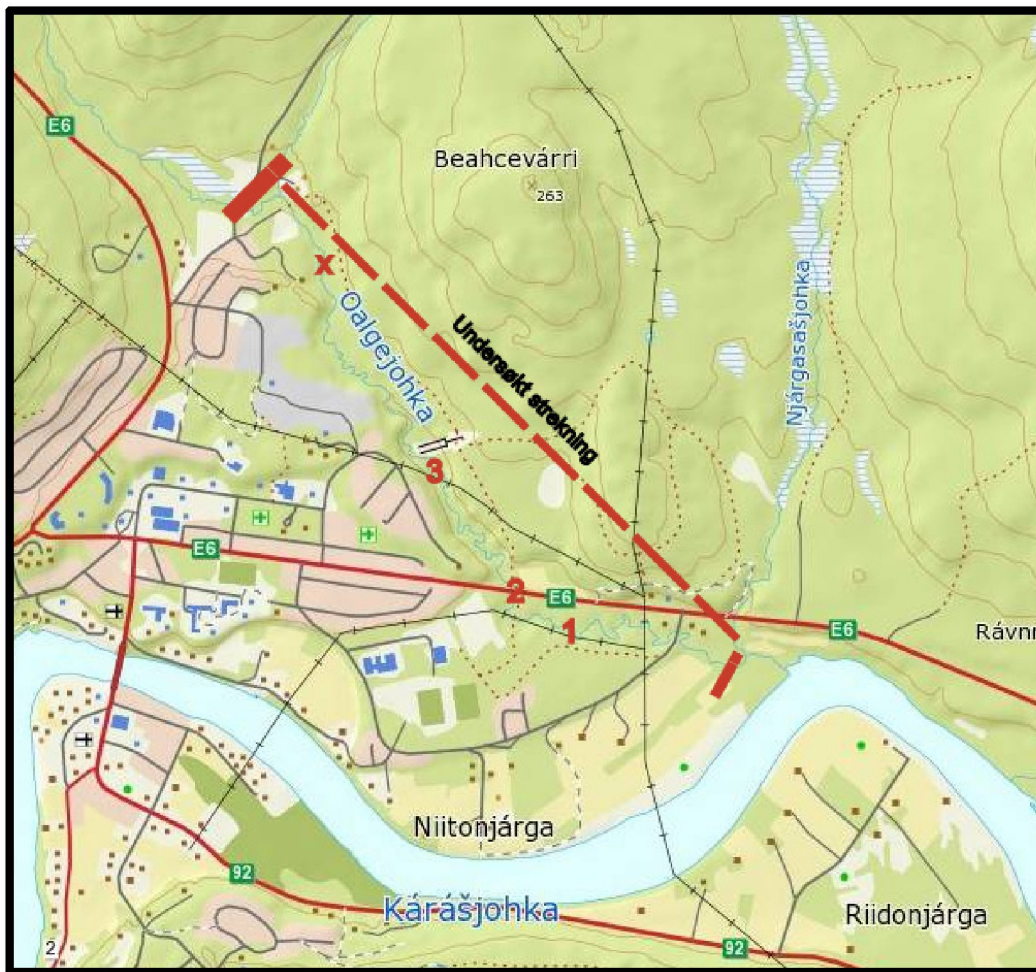 E6
Beahcevárri
263
x
Oalgejohka
Undersøkt strekning
Njárgasašjohka
3
E6
2
E6
1
E6
Rávnn
Niitonjárga
92
Kárášjohka
Riidonjárga
92
2